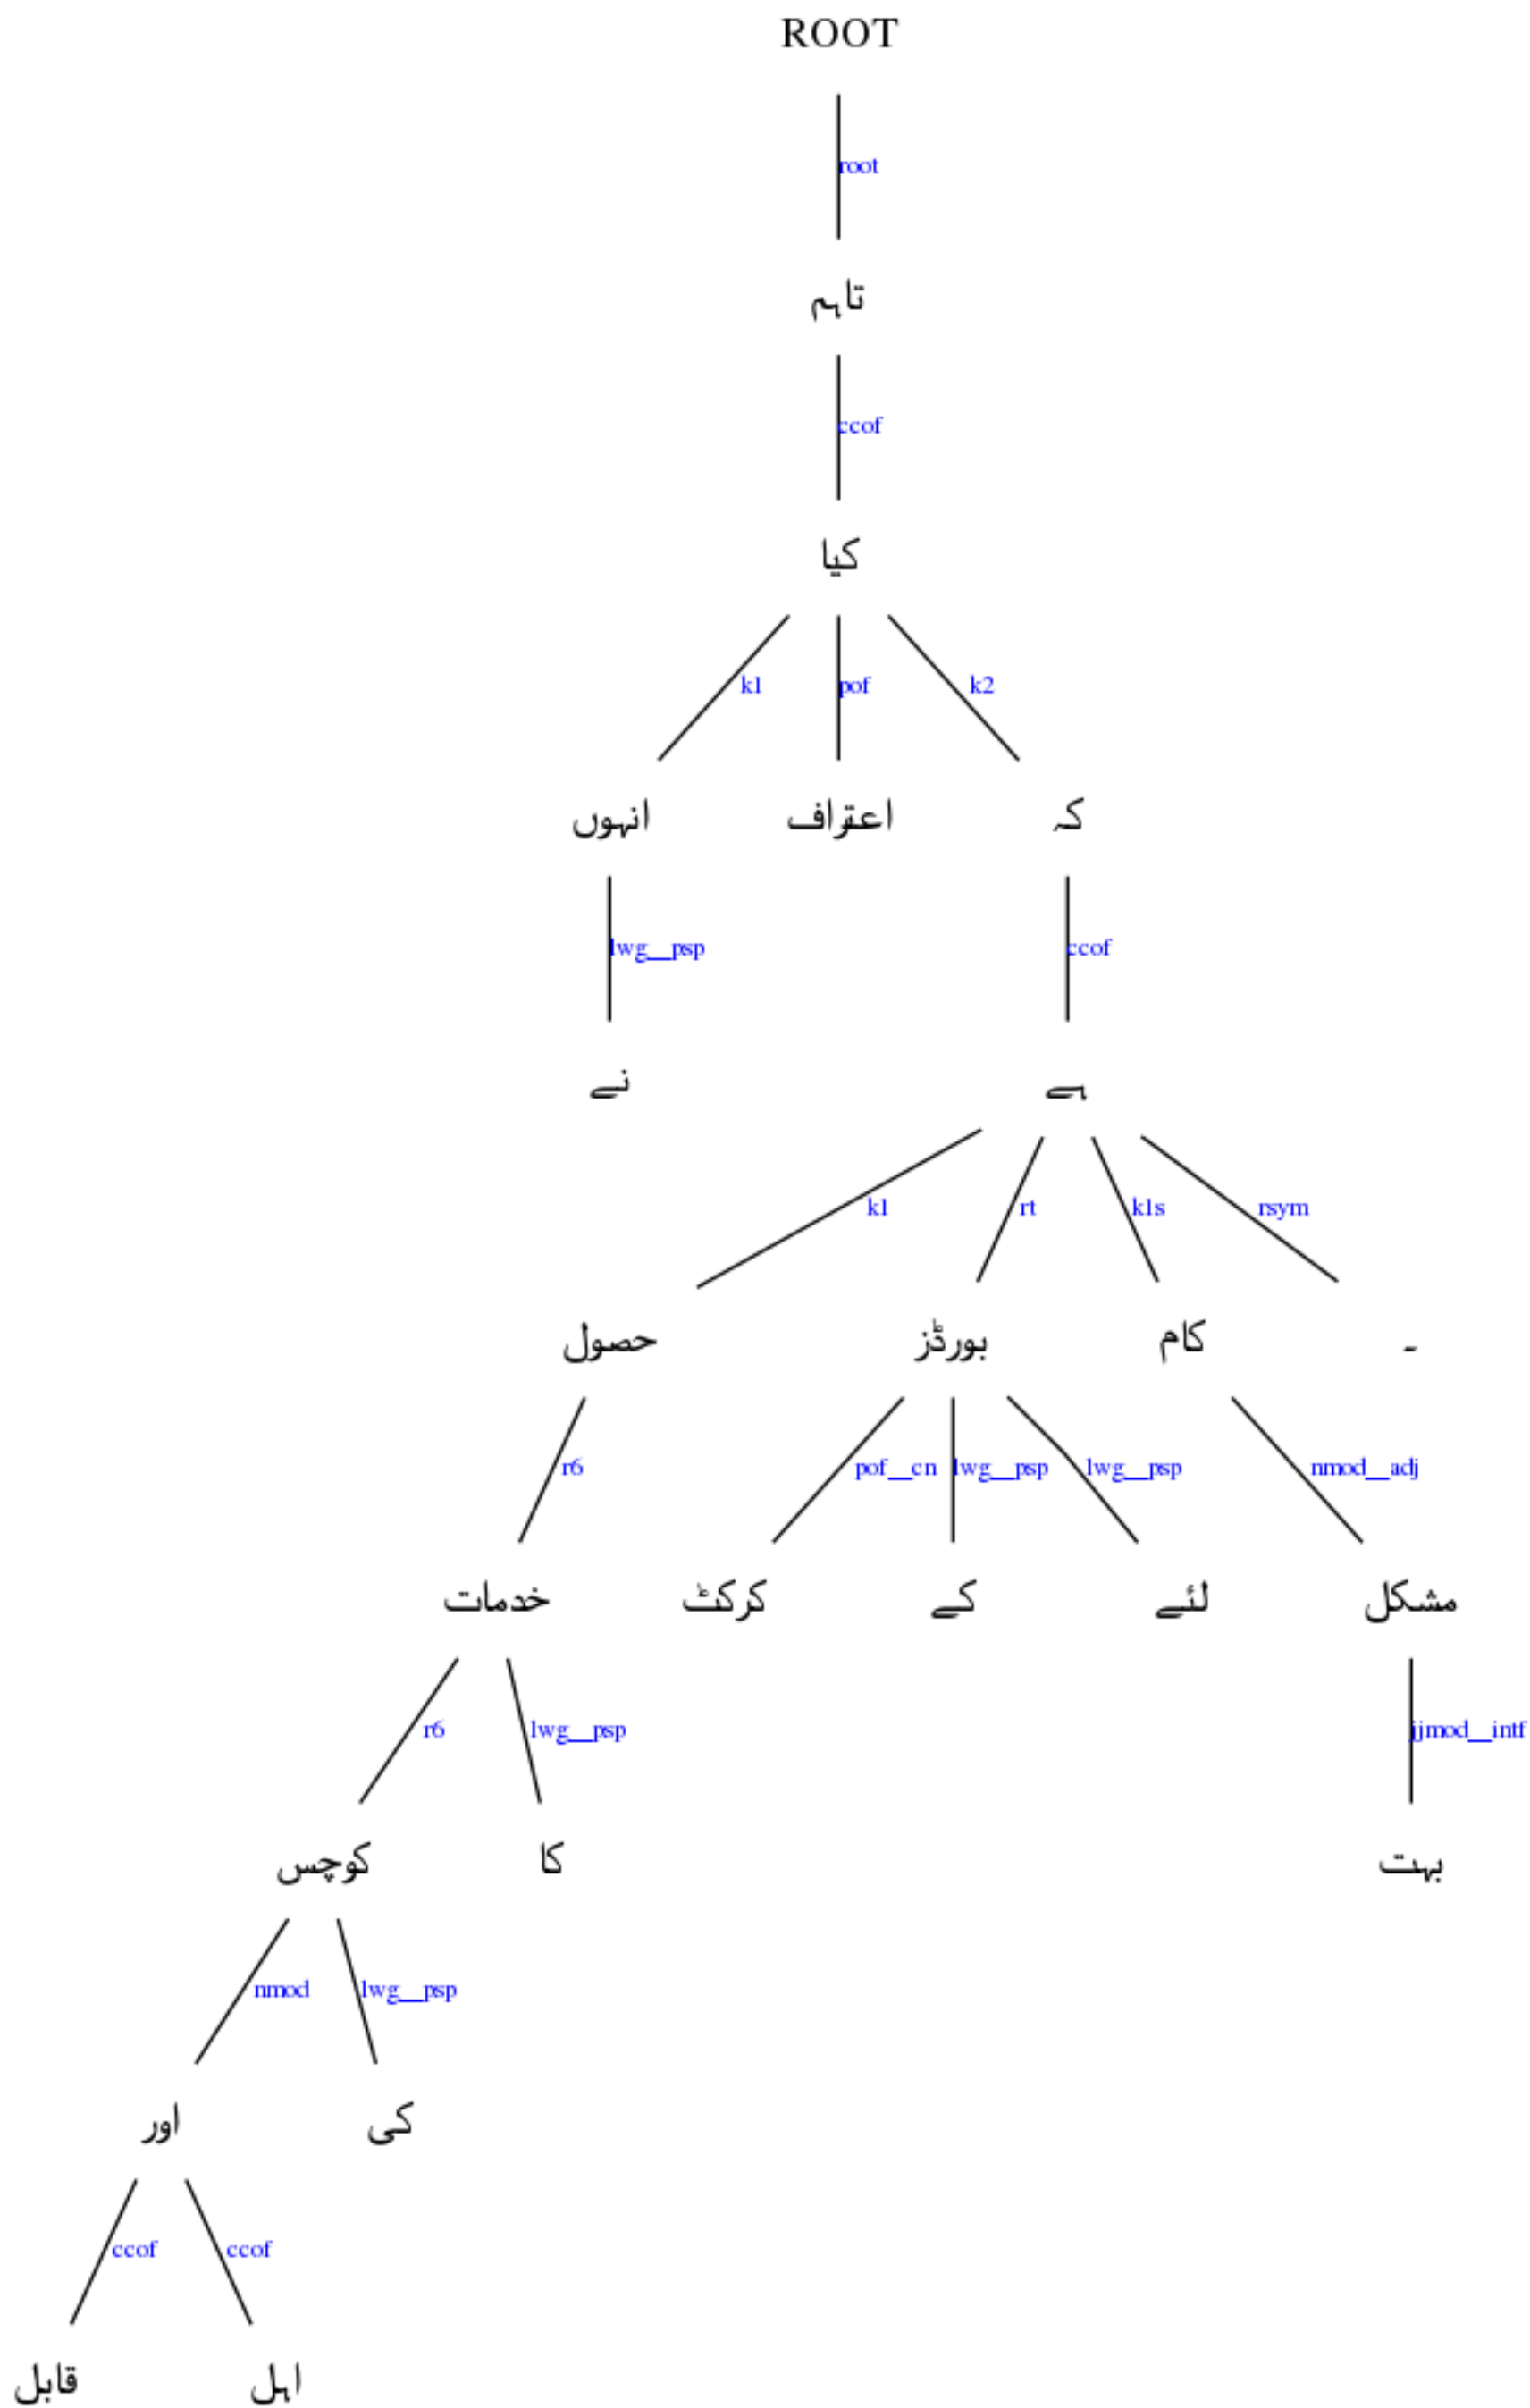 ROOT
root
تاہم
ccof
کیا
k1 pof k2
انہوں اعتراف کہ
lwg__psp ccof
نے ہے
k1 rt k1s rsym
حصول بورڈز کام ۔
r6 pof__cn lwg__psp lwg__psp nmod__adj
خدمات کرکٹ کے لئے مشکل
r6 lwg__psp jjmod__intf
کوچس کا بہت
nmod lwg__psp
اور کی
ccof ccof
قابل اہل